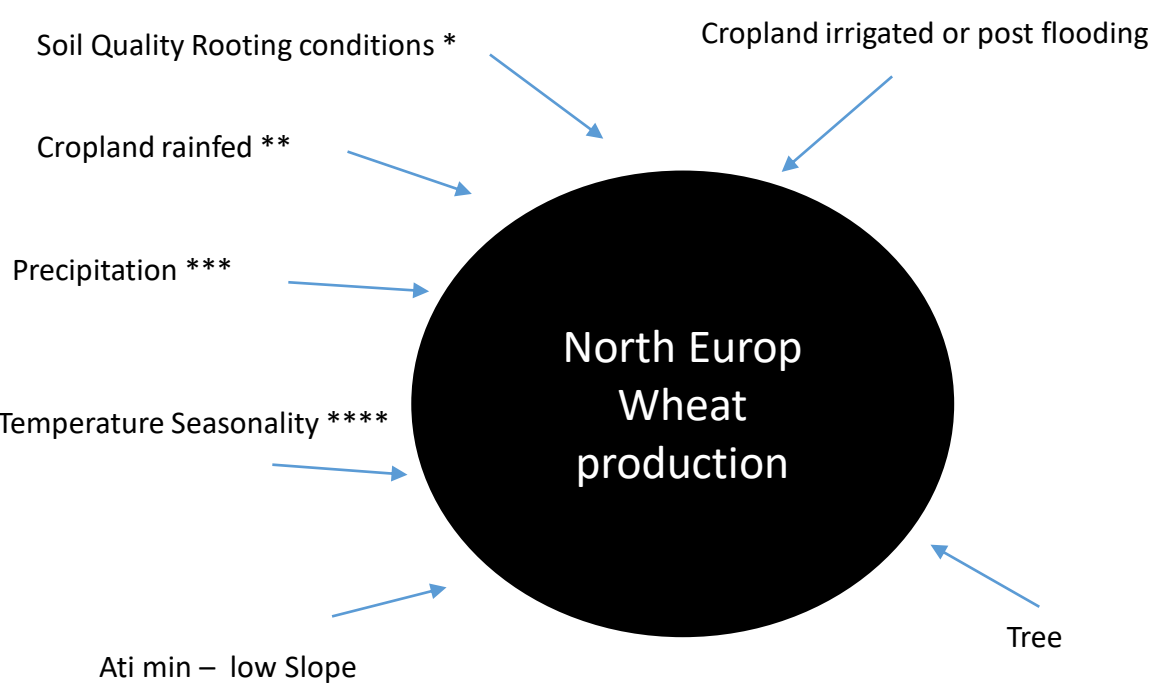 Soil Quality Rooting conditions *
Cropland irrigated or post flooding
Cropland rainfed **
Precipitation ***
Temperature Seasonality ****
North Europ
Wheat
production
Ati min – low Slope
Tree